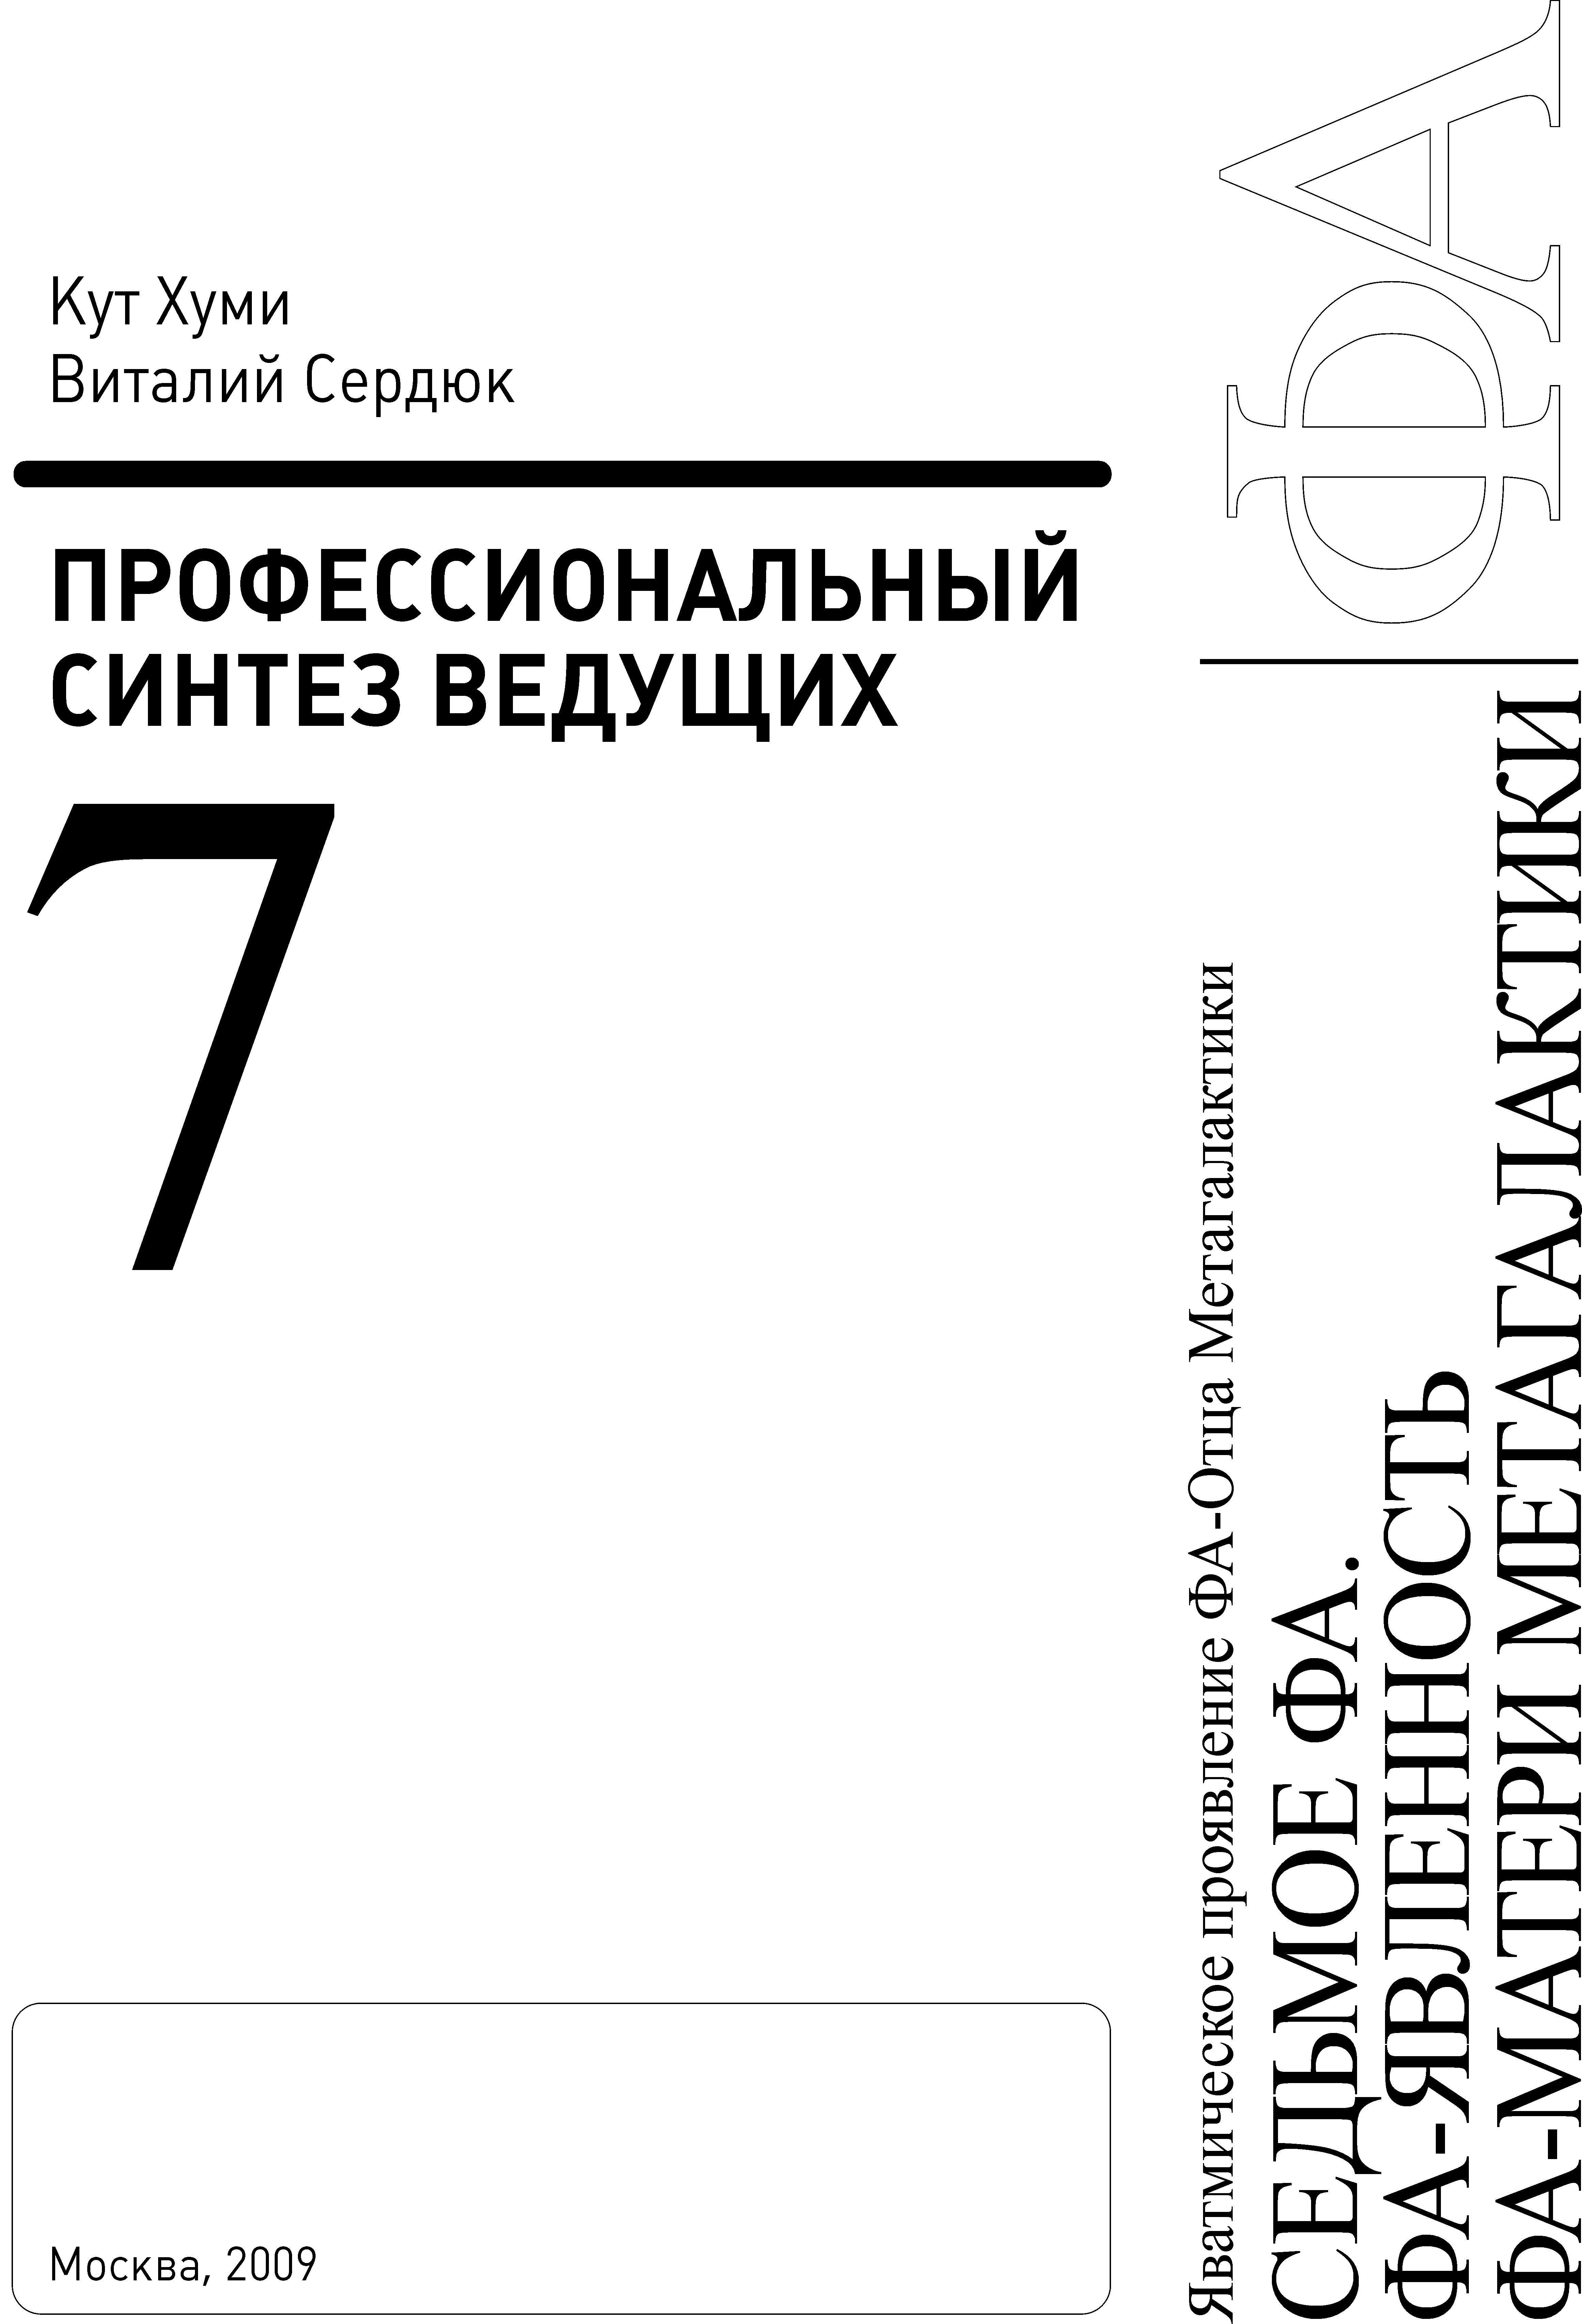 Кут Хуми
Виталий Сердюк
ПРОФЕССИОНАЛЬНЫЙ
СИНТЕЗ ВЕДУЩИХ
7
Москва, 2009
ФА
Яватмическое проявление ФА-Отца Метагалактики
СЕДЬМОЕ ФА.
ФА-ЯВЛЕННОСТЬ
ФА-МАТЕРИ МЕТАГАЛАКТИКИ